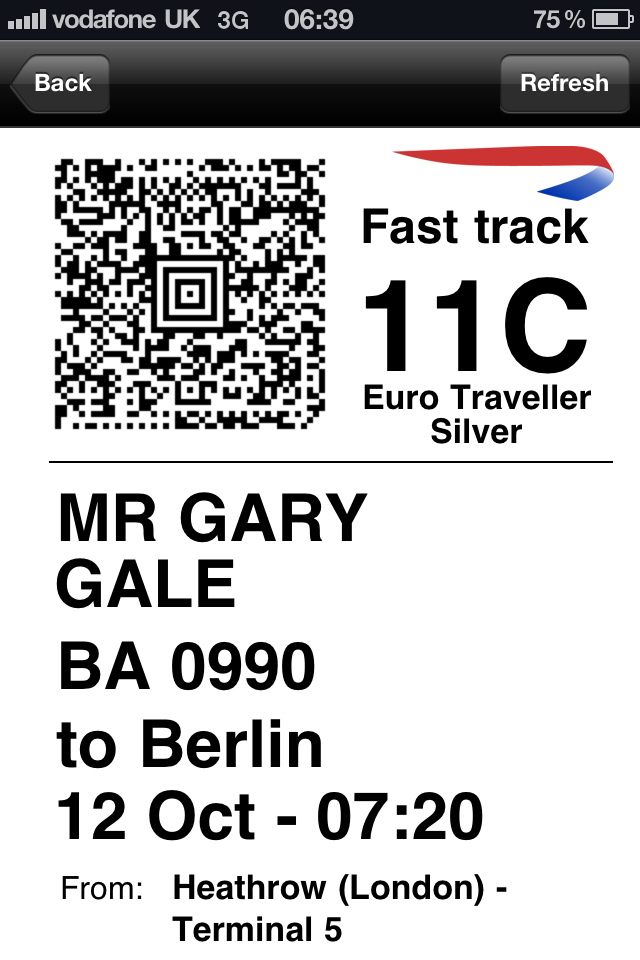 vodafone UK 3G 06:39 75 %
Back Refresh
Fast track
11C
Euro Traveller
Silver
MR GARY
GALE
BA 0990
to Berlin
12 Oct - 07:20
From: Heathrow (London) -
Terminal 5